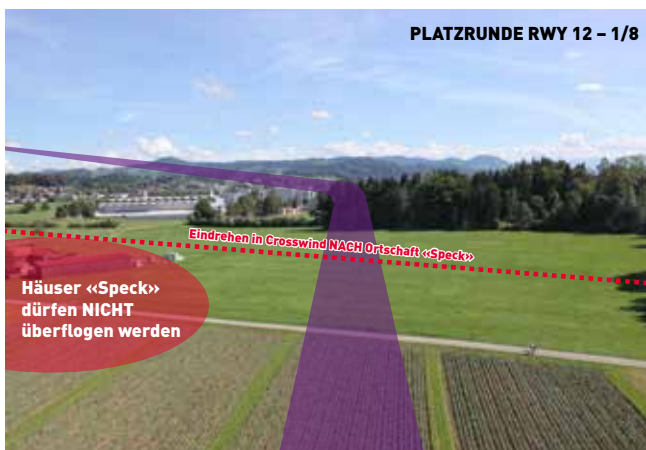 PLATZRUNDE RWY 12 – 1/8
Eindrehen in Crosswind NACH Ortschaft «Speck»
Häuser «Speck»
dürfen NICHT
überflogen werden